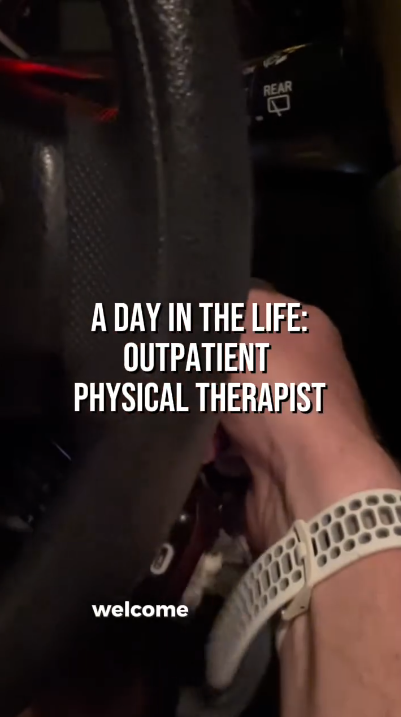 REAR
A DAY IN THE LIFE:
OUTPATIENT
PHYSICAL THERAPIST
welcome